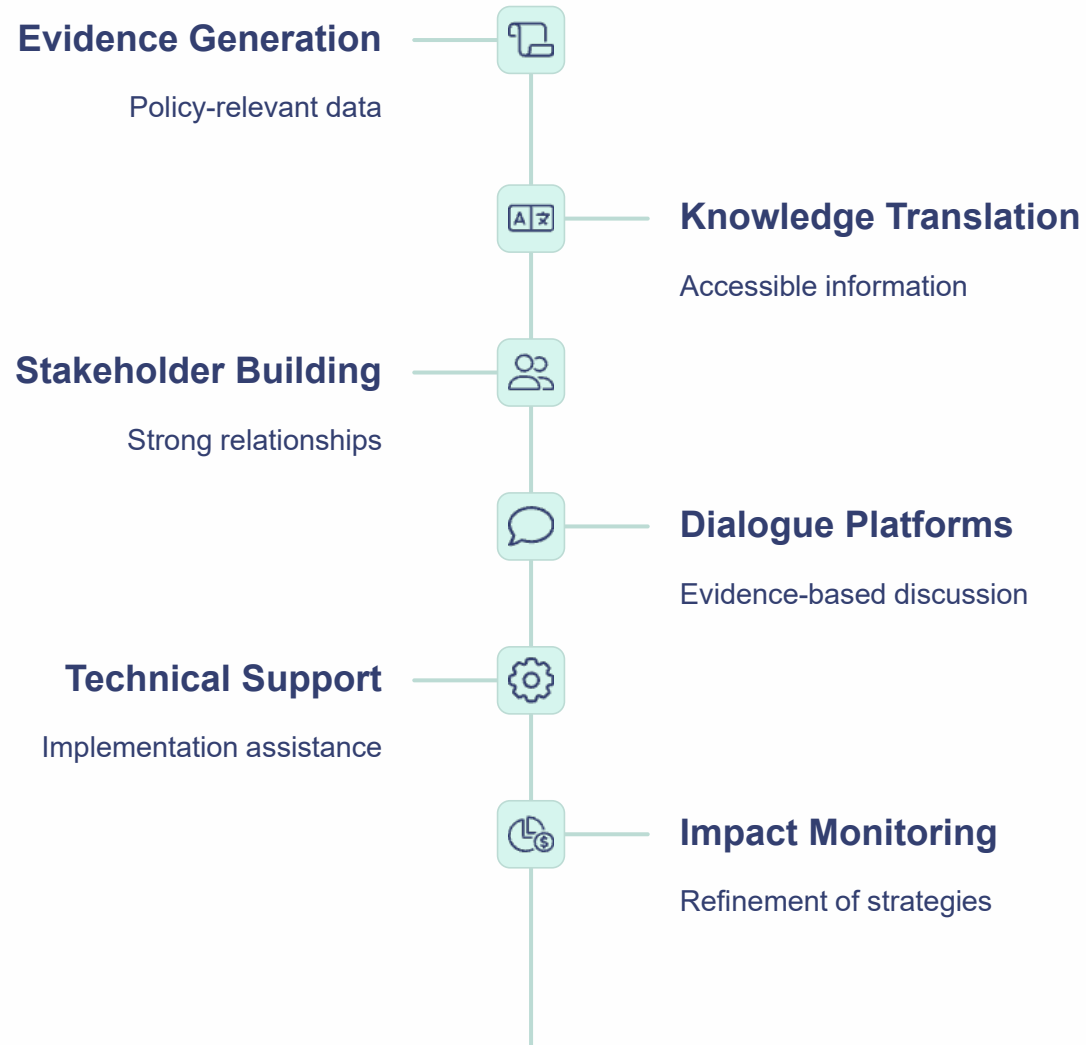 Evidence Generation
Policy-relevant data
A 文
Knowledge Translation
Accessible information
Stakeholder Building
Strong relationships
Dialogue Platforms
Evidence-based discussion
Technical Support
Implementation assistance
$
Impact Monitoring
Refinement of strategies